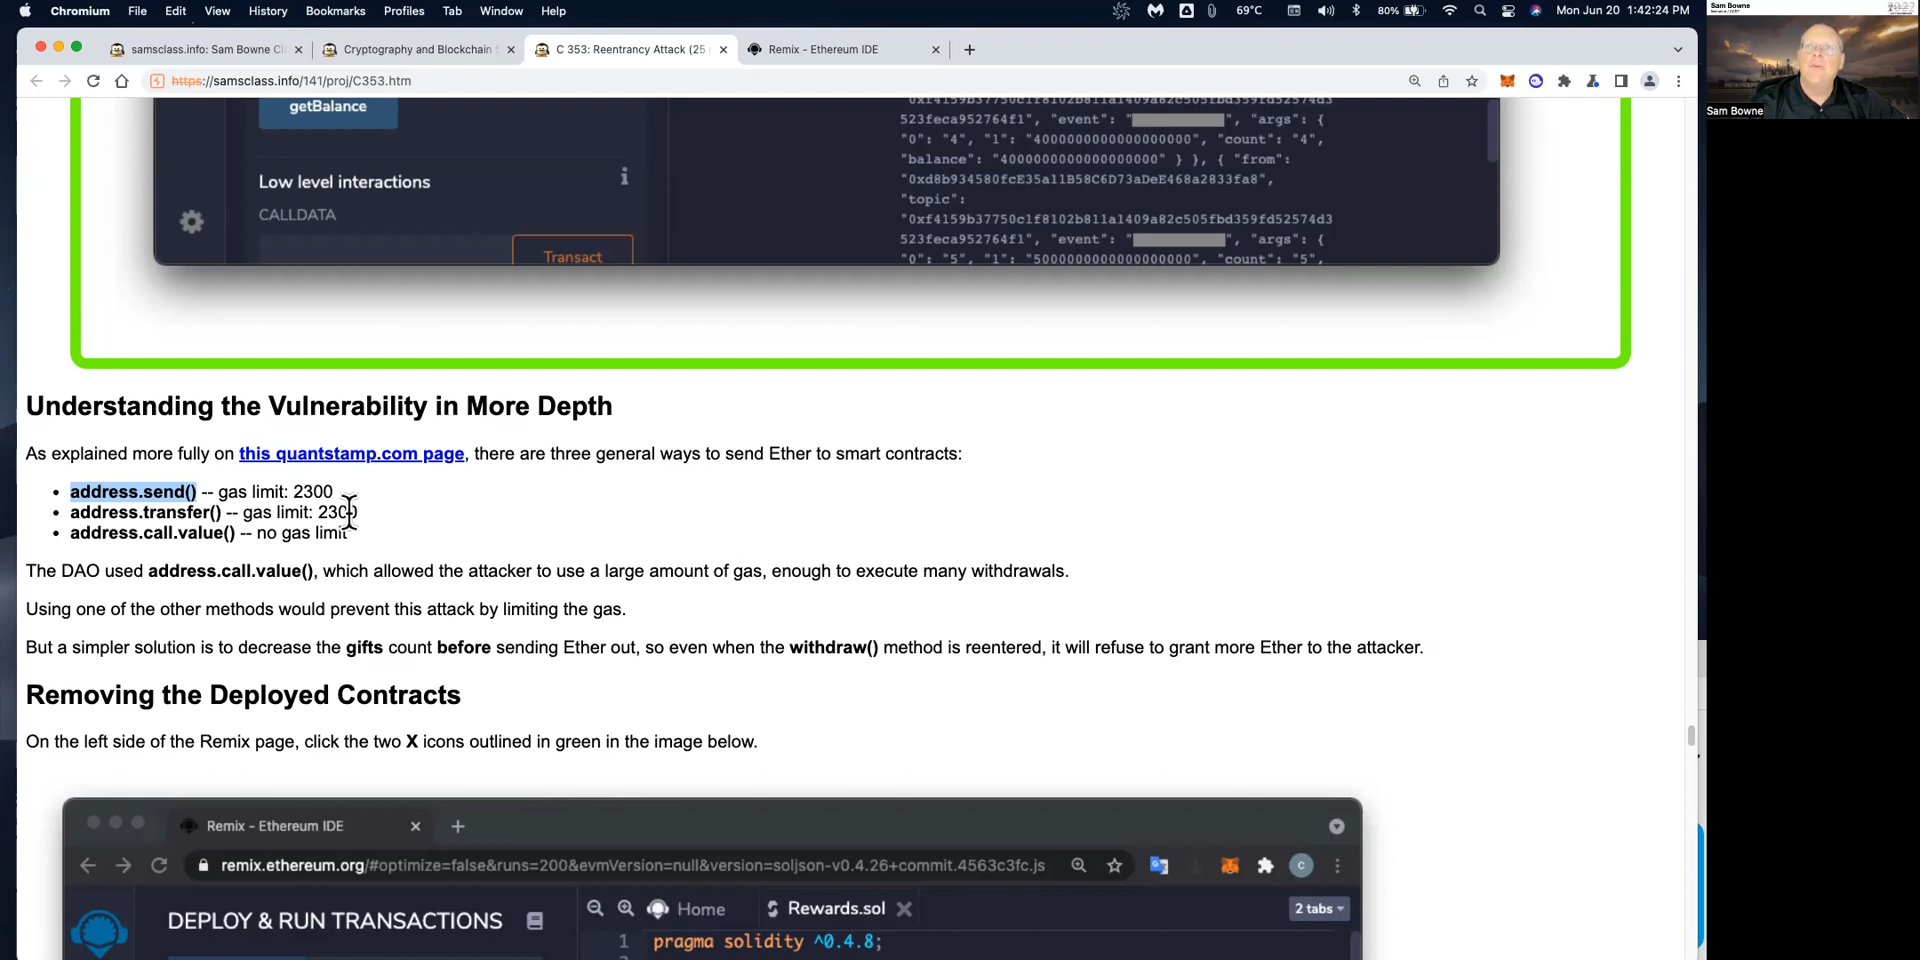 Chromium File Edit View History Bookmarks Profiles Tab Window Help 69°C 80% Mon Jun 20 1:42:24 PM
Sam Bowne
samsclass.info: Sam Bowne Cl Cryptography and Blockchain C 353: Reentrancy Attack (25 Remix - Ethereum IDE
https://samsclass.info/141/proj/C353.htm
Sam Bowne
getBalance
Low level interactions
CALLDATA
Transact
0xf4159b37750c1f8102b811a1409a82c505fbd359fd52574d3
523feca952764f1", "event": " ", "args": {
"0": "4", "1": "4000000000000000000", "count": "4",
"balance": "4000000000000000000" } }, { "from":
"0xd8b934580fcE35a11B58C6D73aDeE468a2833fa8",
"topic":
"0xf4159b37750c1f8102b811a1409a82c505fbd359fd52574d3
523feca952764f1", "event": " ", "args": {
"0": "5", "1": "5000000000000000000", "count": "5",
Understanding the Vulnerability in More Depth
As explained more fully on this quantstamp.com page, there are three general ways to send Ether to smart contracts:
• address.send() -- gas limit: 2300
• address.transfer() -- gas limit: 2300
• address.call.value() -- no gas limit
The DAO used address.call.value(), which allowed the attacker to use a large amount of gas, enough to execute many withdrawals.
Using one of the other methods would prevent this attack by limiting the gas.
But a simpler solution is to decrease the gifts count before sending Ether out, so even when the withdraw() method is reentered, it will refuse to grant more Ether to the attacker.
Removing the Deployed Contracts
On the left side of the Remix page, click the two X icons outlined in green in the image below.
Remix - Ethereum IDE
remix.ethereum.org/#optimize=false&runs=200&evmVersion=null&version=soljson-v0.4.26+commit.4563c3fc.js C
DEPLOY & RUN TRANSACTIONS Home Rewards.sol 2 tabs
1 pragma solidity ^0.4.8;